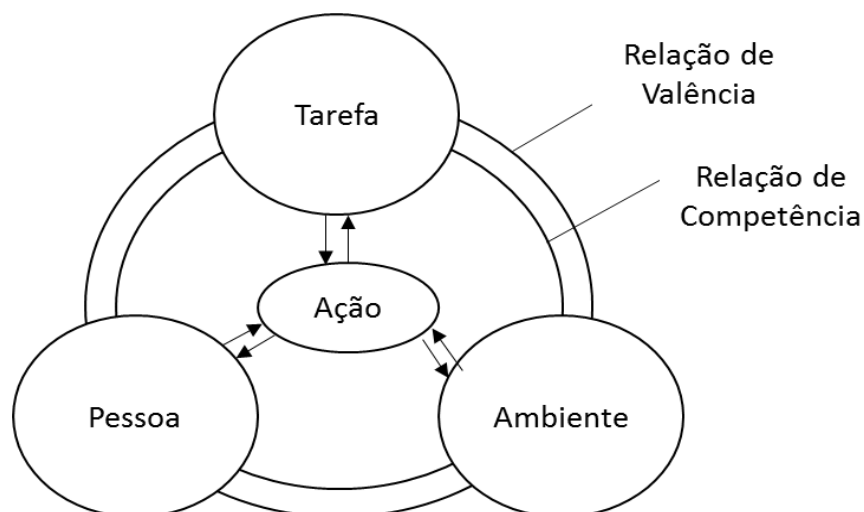 Tarefa
Relação de
Valência
Relação de
Competência
Ação
Pessoa
Ambiente